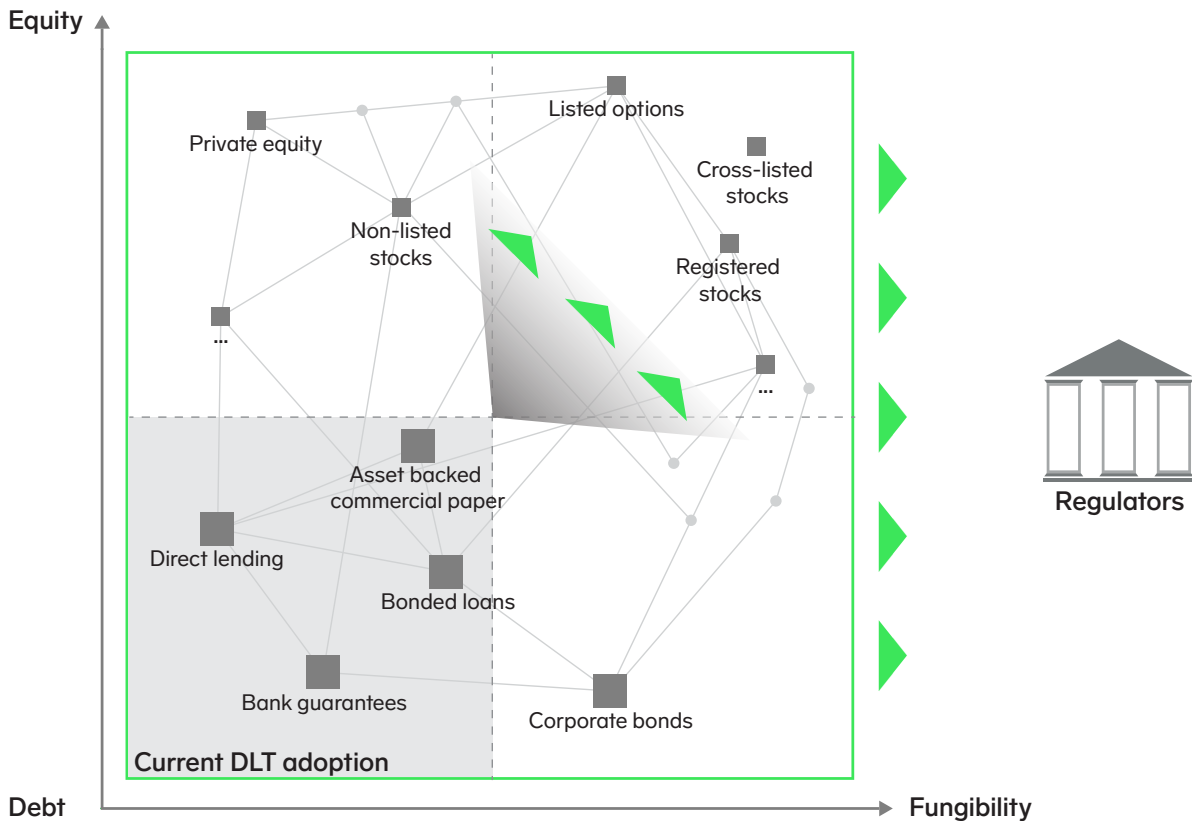 Equity
Listed options
Private equity
Cross-listed
stocks
Non-listed
stocks
Registered
stocks
...
...
Asset backed
commercial paper
Direct lending
Bonded loans
Bank guarantees
Corporate bonds
Current DLT adoption
Regulators
Debt
Fungibility